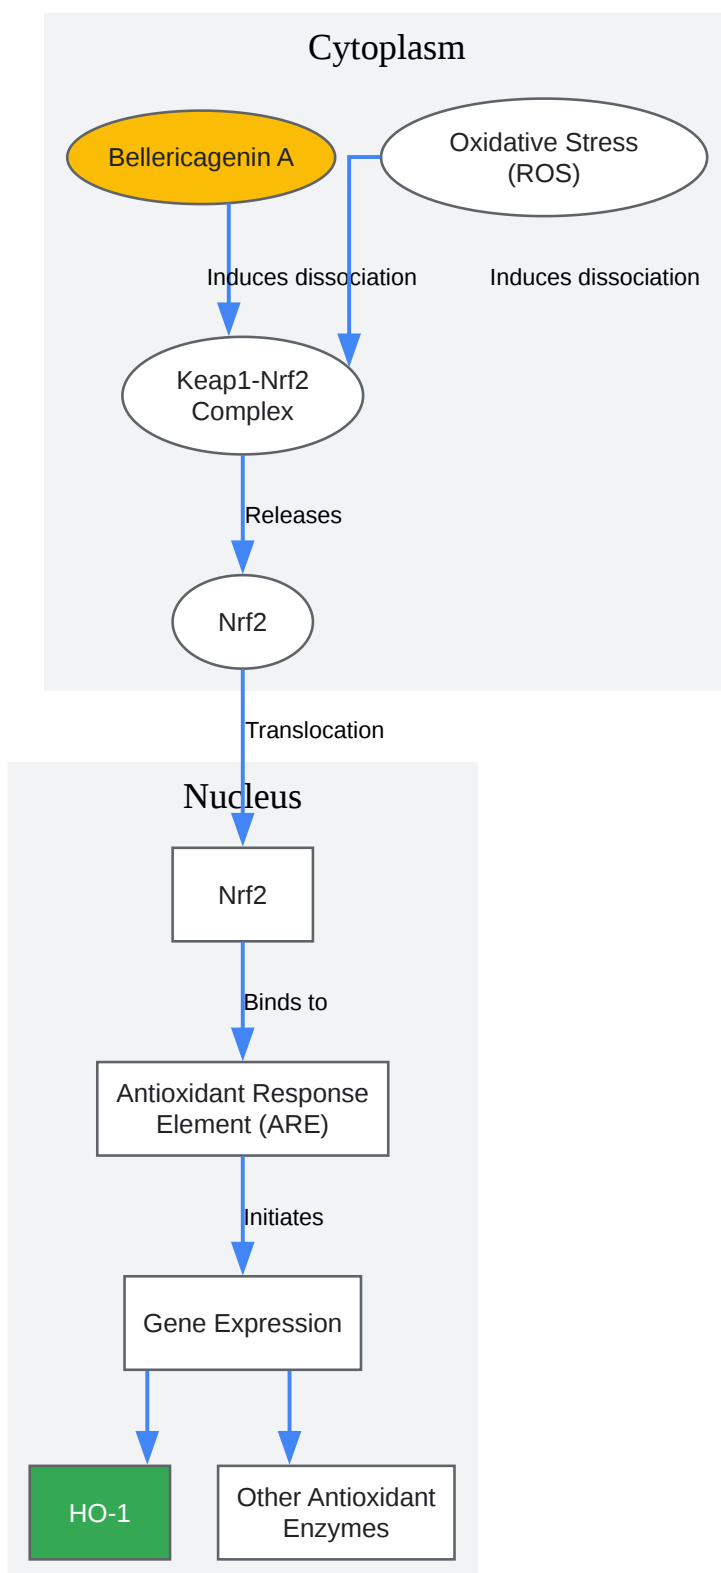 Cytoplasm
Bellericagenin A
Oxidative Stress
(ROS)
Induces dissociation
Induces dissociation
Keap1-Nrf2
Complex
Releases
Nrf2
Translocation
Nucleus
Nrf2
Binds to
Antioxidant Response
Element (ARE)
Initiates
Gene Expression
HO-1
Other Antioxidant
Enzymes